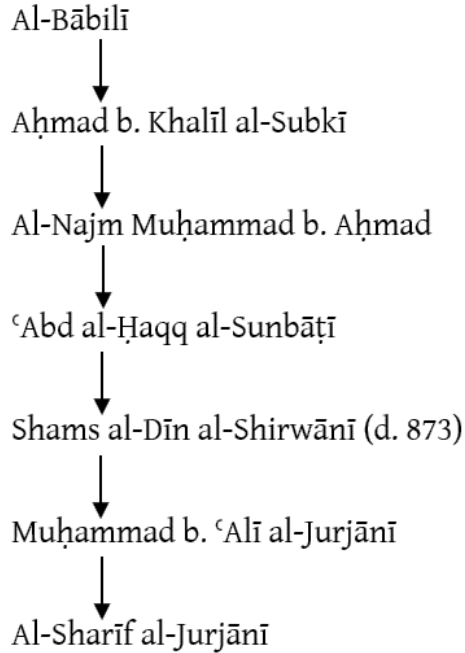 Al-Bābilī
Aḥmad b. Khalīl al-Subkī
Al-Najm Muḥammad b. Aḥmad
ʿAbd al-Ḥaqq al-Sunbāṭī
Shams al-Dīn al-Shirwānī (d. 873)
Muḥammad b. ʿAlī al-Jurjānī
Al-Sharīf al-Jurjānī